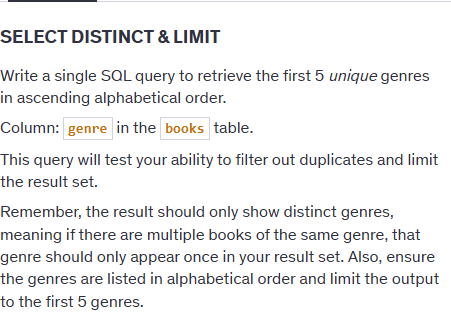 SELECT DISTINCT & LIMIT
Write a single SQL query to retrieve the first 5 unique genres
in ascending alphabetical order.
Column: genre in the books table.
This query will test your ability to filter out duplicates and limit
the result set.
Remember, the result should only show distinct genres,
meaning if there are multiple books of the same genre, that
genre should only appear once in your result set. Also, ensure
the genres are listed in alphabetical order and limit the output
to the first 5 genres.